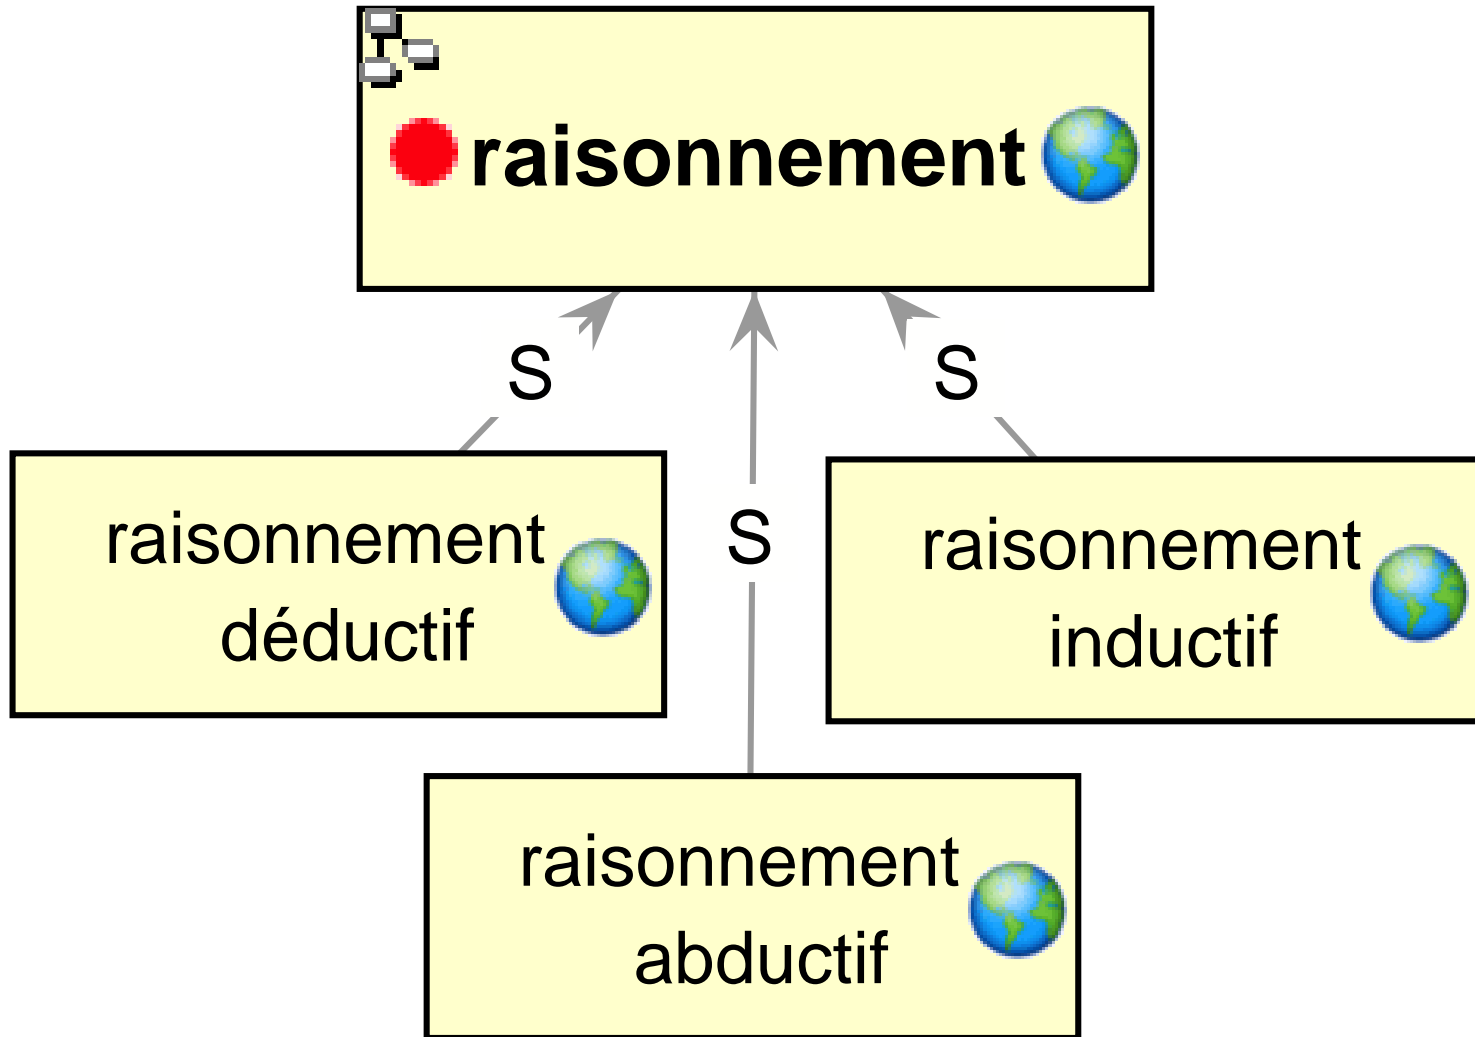 raisonnement
S
S
S
raisonnement
déductif
raisonnement
inductif
raisonnement
abductif